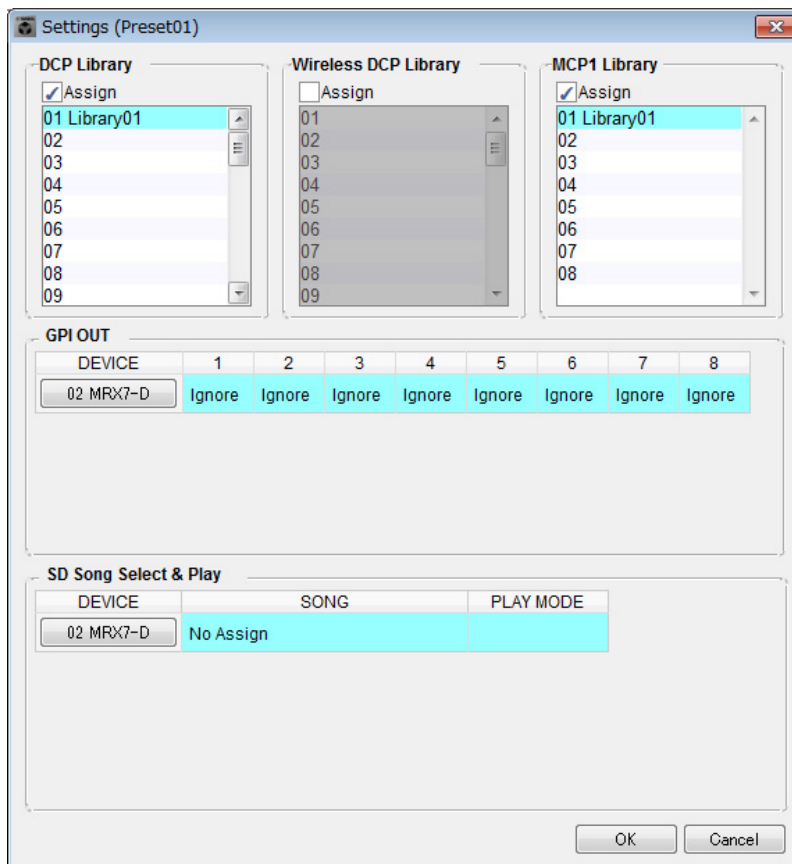 Settings (Preset01)
DCP Library
Assign
01 Library01
02
03
04
05
06
07
08
09
Wireless DCP Library
Assign
01
02
03
04
05
06
07
08
09
MCP1 Library
Assign
01 Library01
02
03
04
05
06
07
08
GPI OUT
DEVICE 1 2 3 4 5 6 7 8
02 MRX7-D Ignore Ignore Ignore Ignore Ignore Ignore Ignore Ignore
SD Song Select & Play
DEVICE SONG PLAY MODE
02 MRX7-D No Assign
OK Cancel